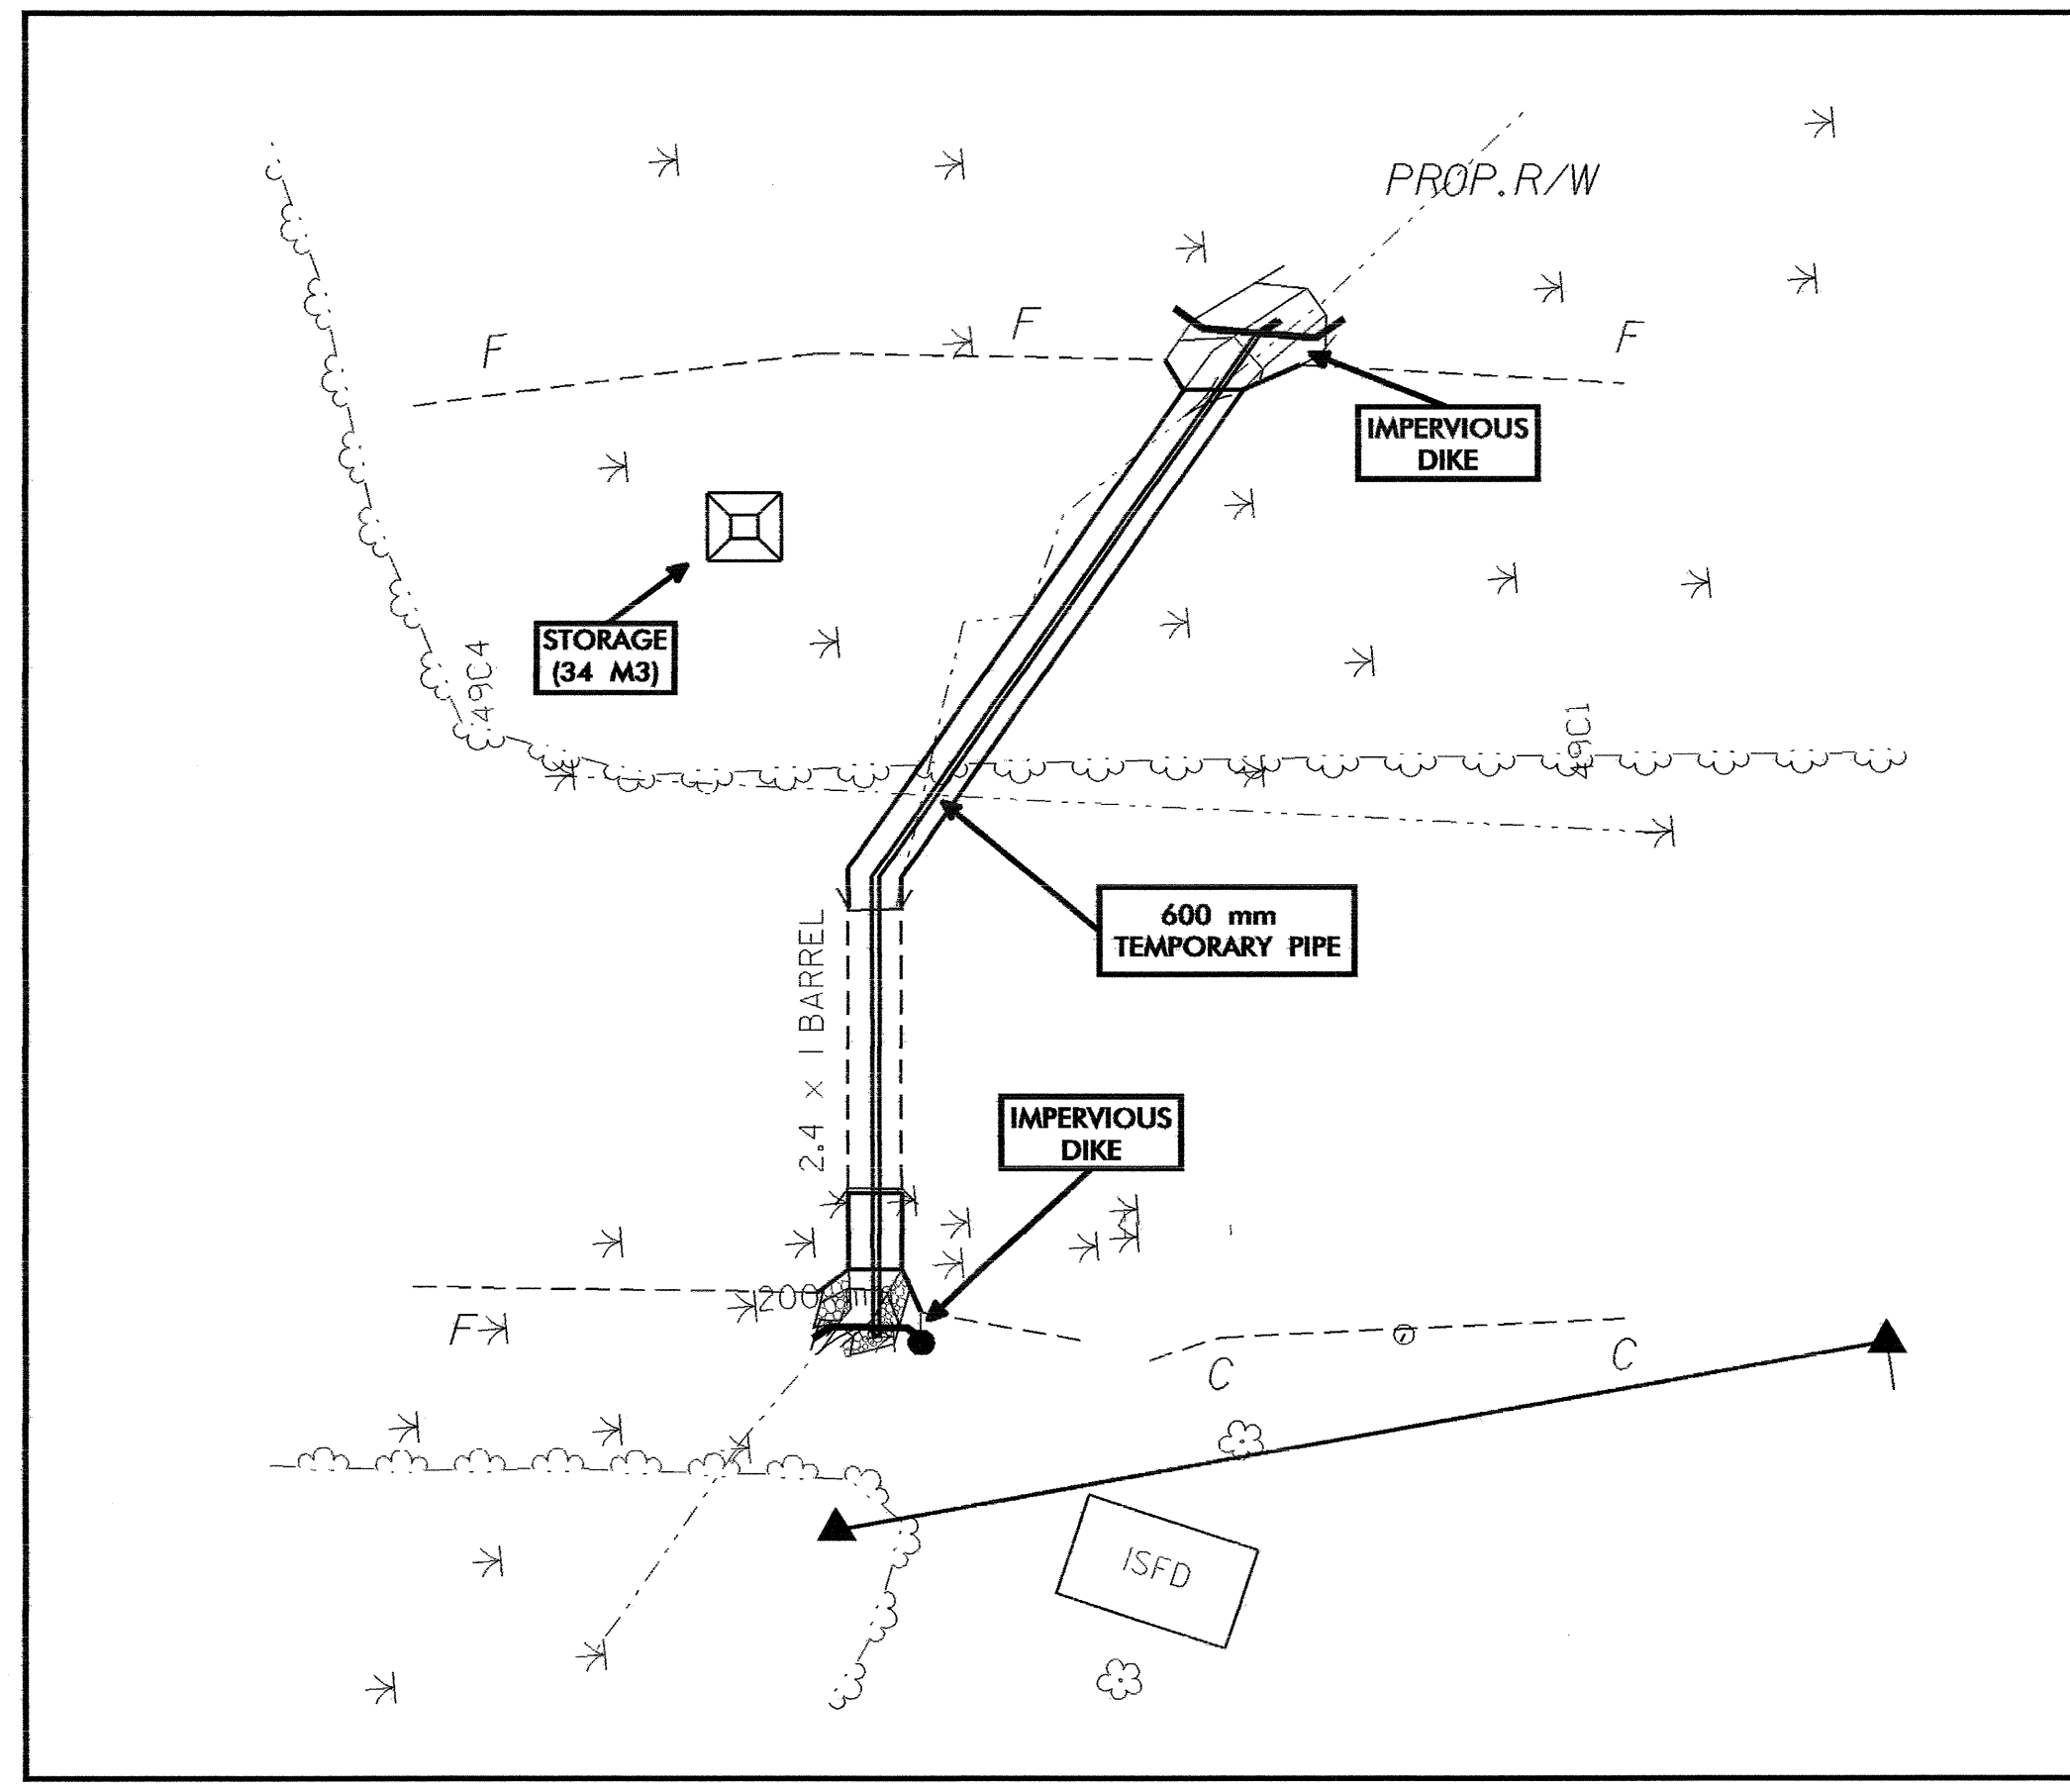 PROP. R/W
F
F
F
IMPERVIOUS
DIKE
STORAGE
(34 M3)
49C4
49C1
600 mm
TEMPORARY PIPE
2.4 x 1 BARREL
IMPERVIOUS
DIKE
F
C
C
ISFD